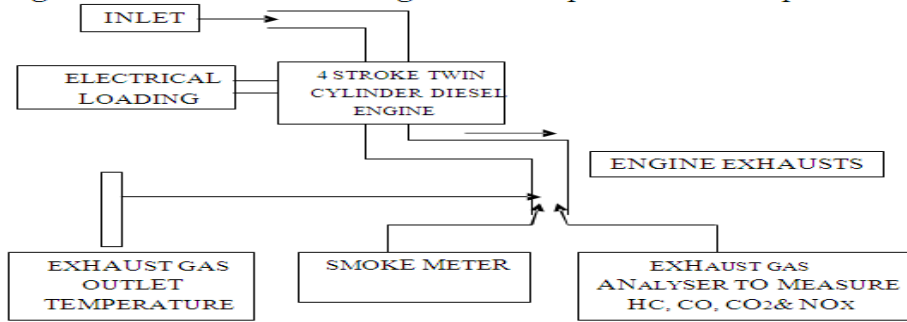 INLET
ELECTRICAL
LOADING
4 STROKE TWIN
CYLINDER DIESEL
ENGINE
ENGINE EXHAUSTS
EXHAUST GAS
OUTLET
TEMPERATURE
SMOKE METER
EXHAUST GAS
ANALYSER TO MEASURE
HC, CO, CO2& NOx